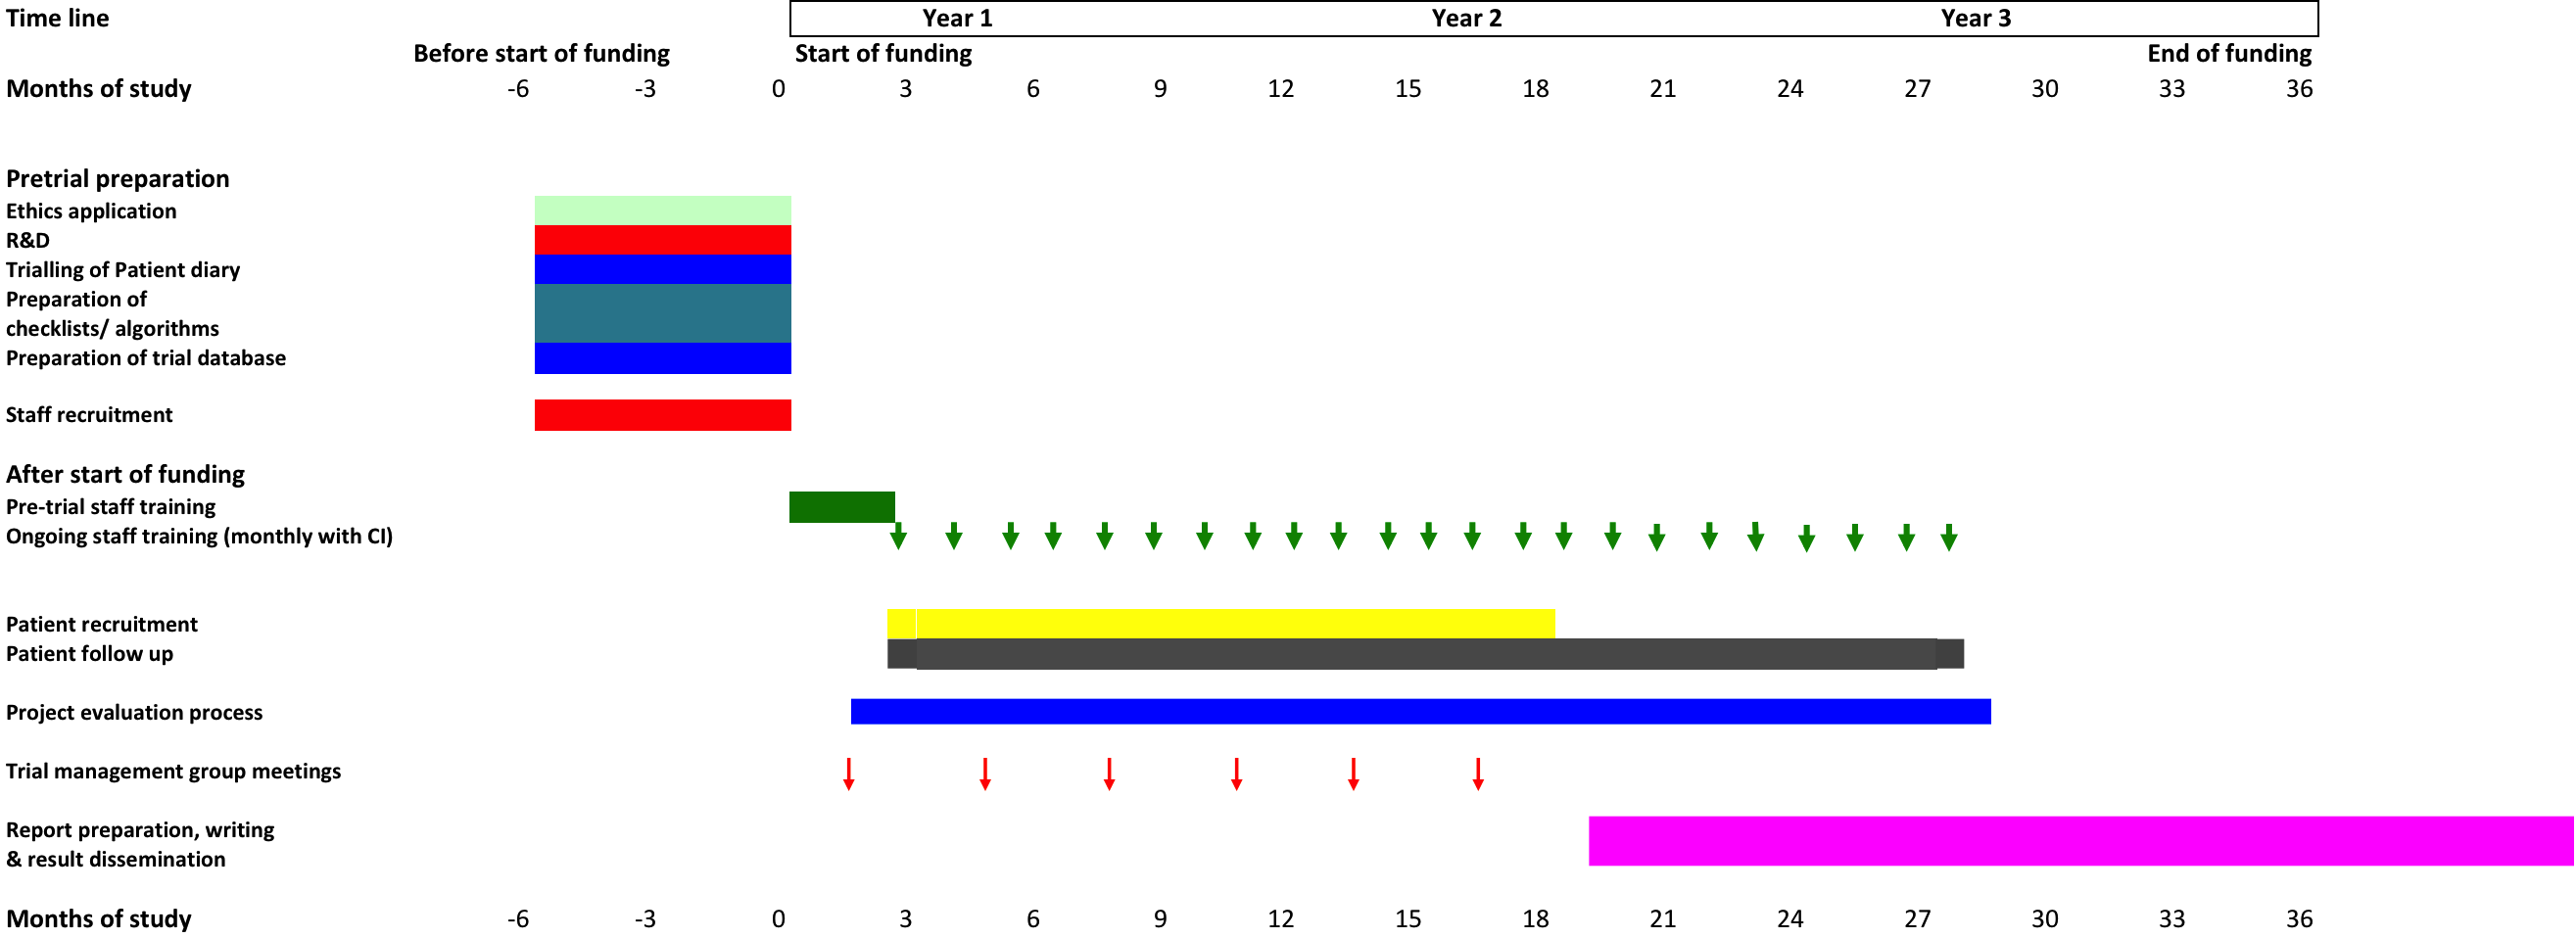 Time line Year 1 Year 2 Year 3
Before start of funding Start of funding End of funding
Months of study -6 -3 0 3 6 9 12 15 18 21 24 27 30 33 36
Pretrial preparation
Ethics application
R&D
Trialling of Patient diary
Preparation of
checklists/ algorithms
Preparation of trial database
Staff recruitment
After start of funding
Pre-trial staff training
Ongoing staff training (monthly with CI)
Patient recruitment
Patient follow up
Project evaluation process
Trial management group meetings
Report preparation, writing
& result dissemination
Months of study -6 -3 0 3 6 9 12 15 18 21 24 27 30 33 36